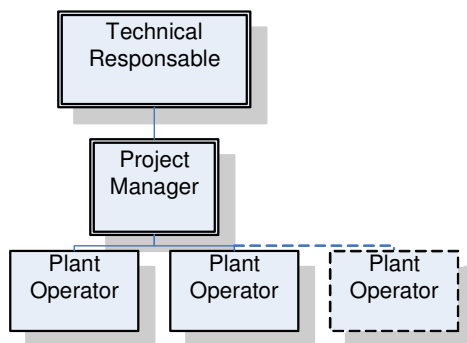 Technical
Responsable
Project
Manager
Plant
Operator
Plant
Operator
Plant
Operator